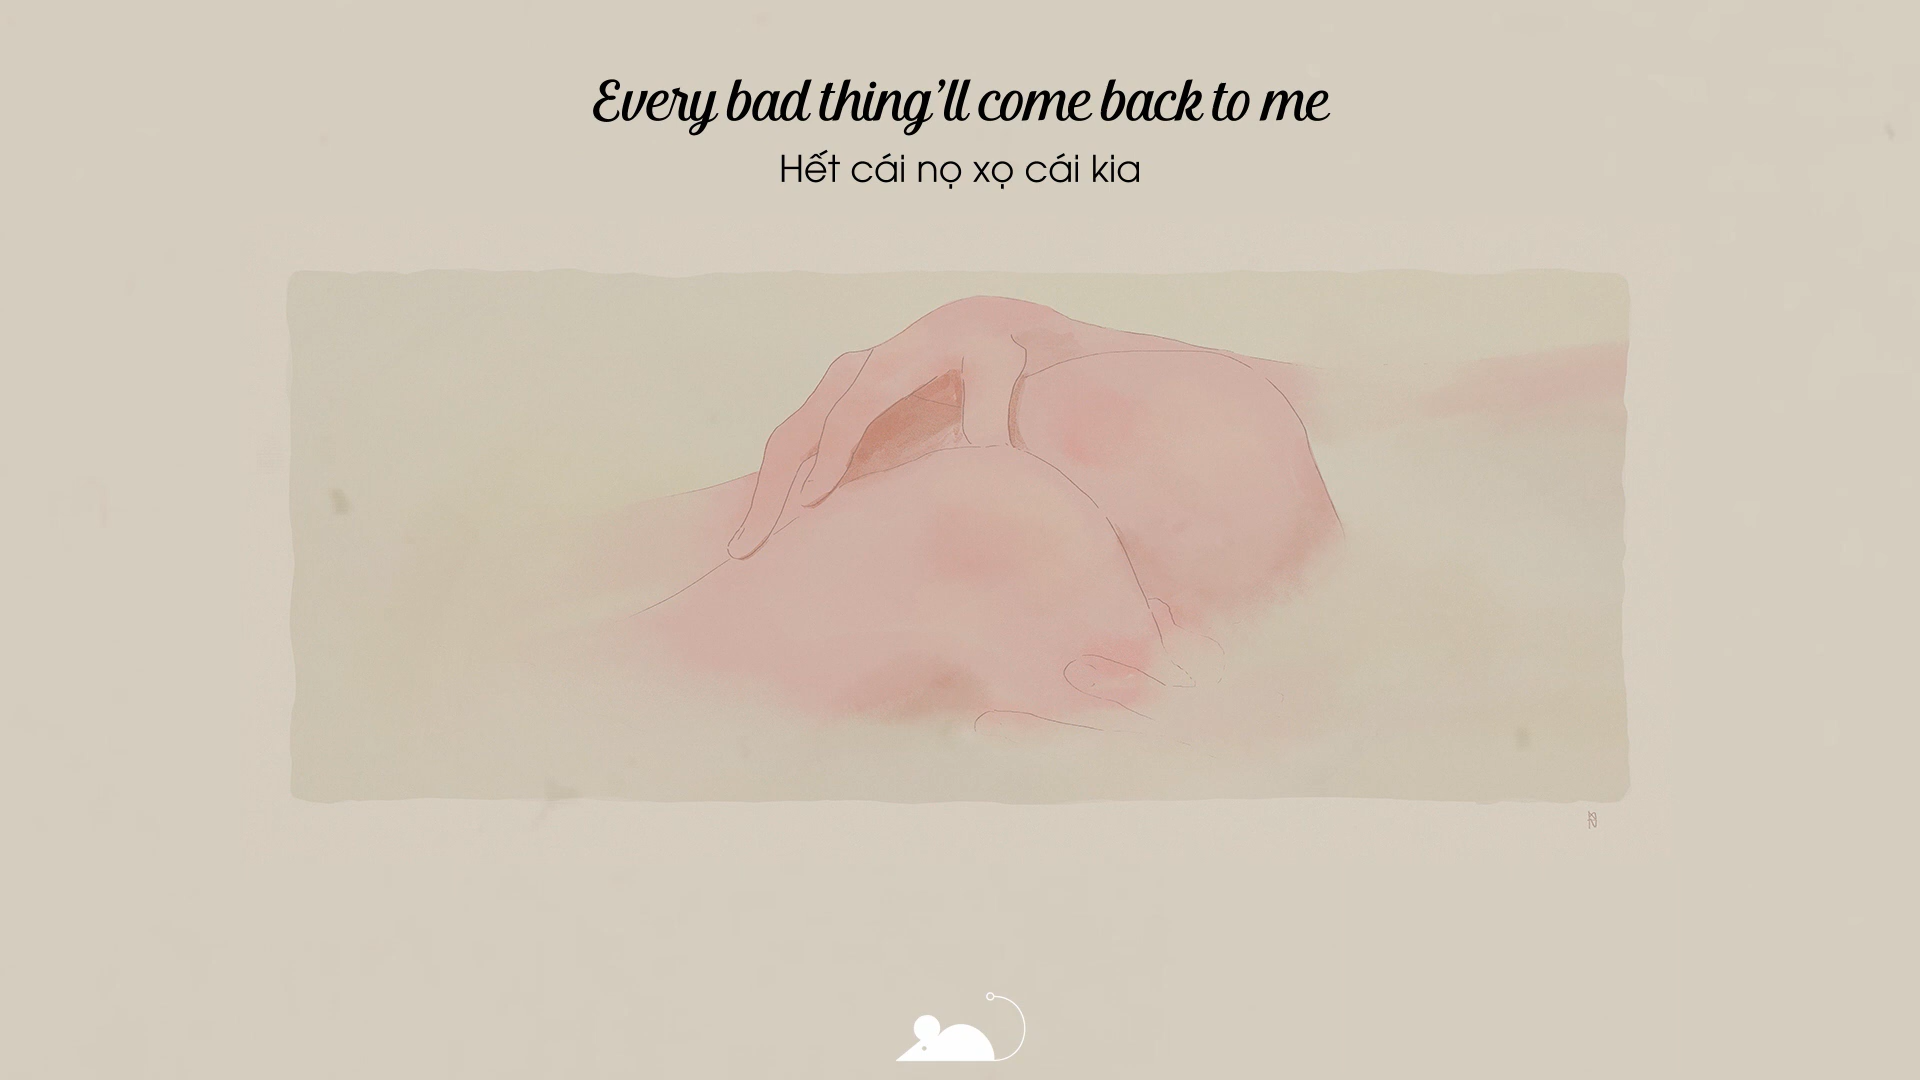 Every bad thing’ll come back to me
Hết cái nọ xọ cái kia